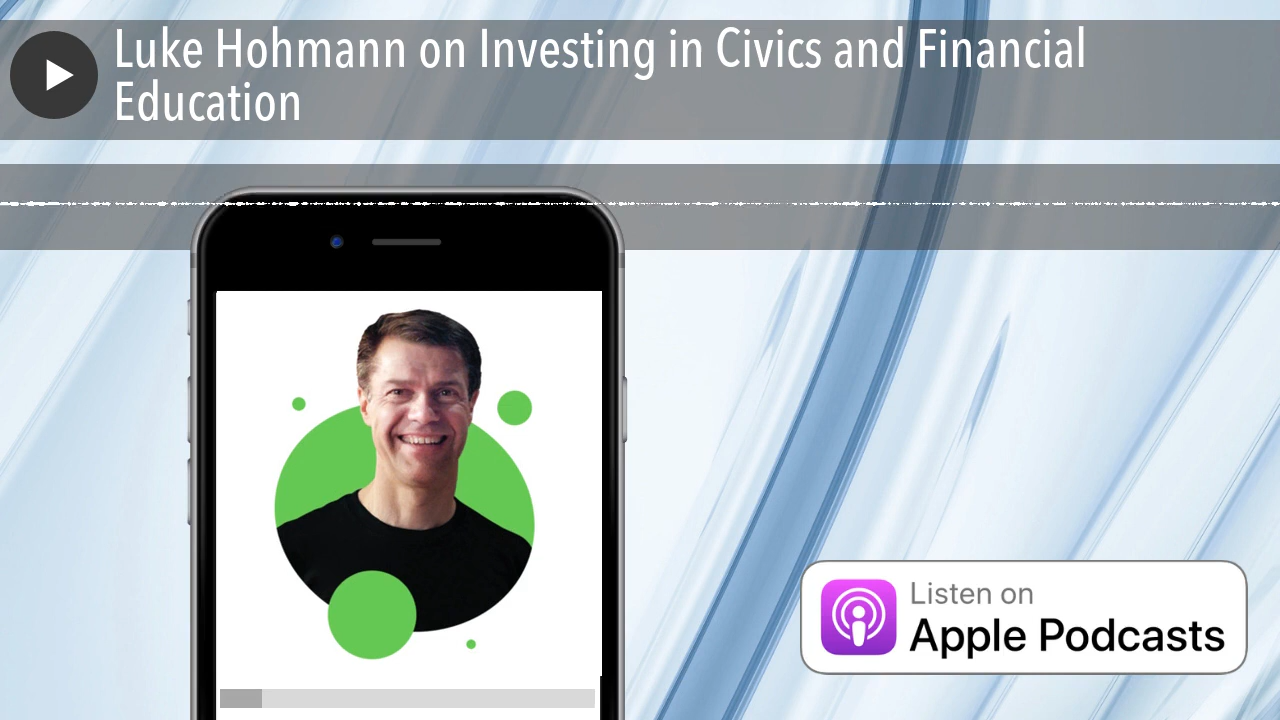 Luke Hohmann on Investing in Civics and Financial
Education
Listen on
Apple Podcasts